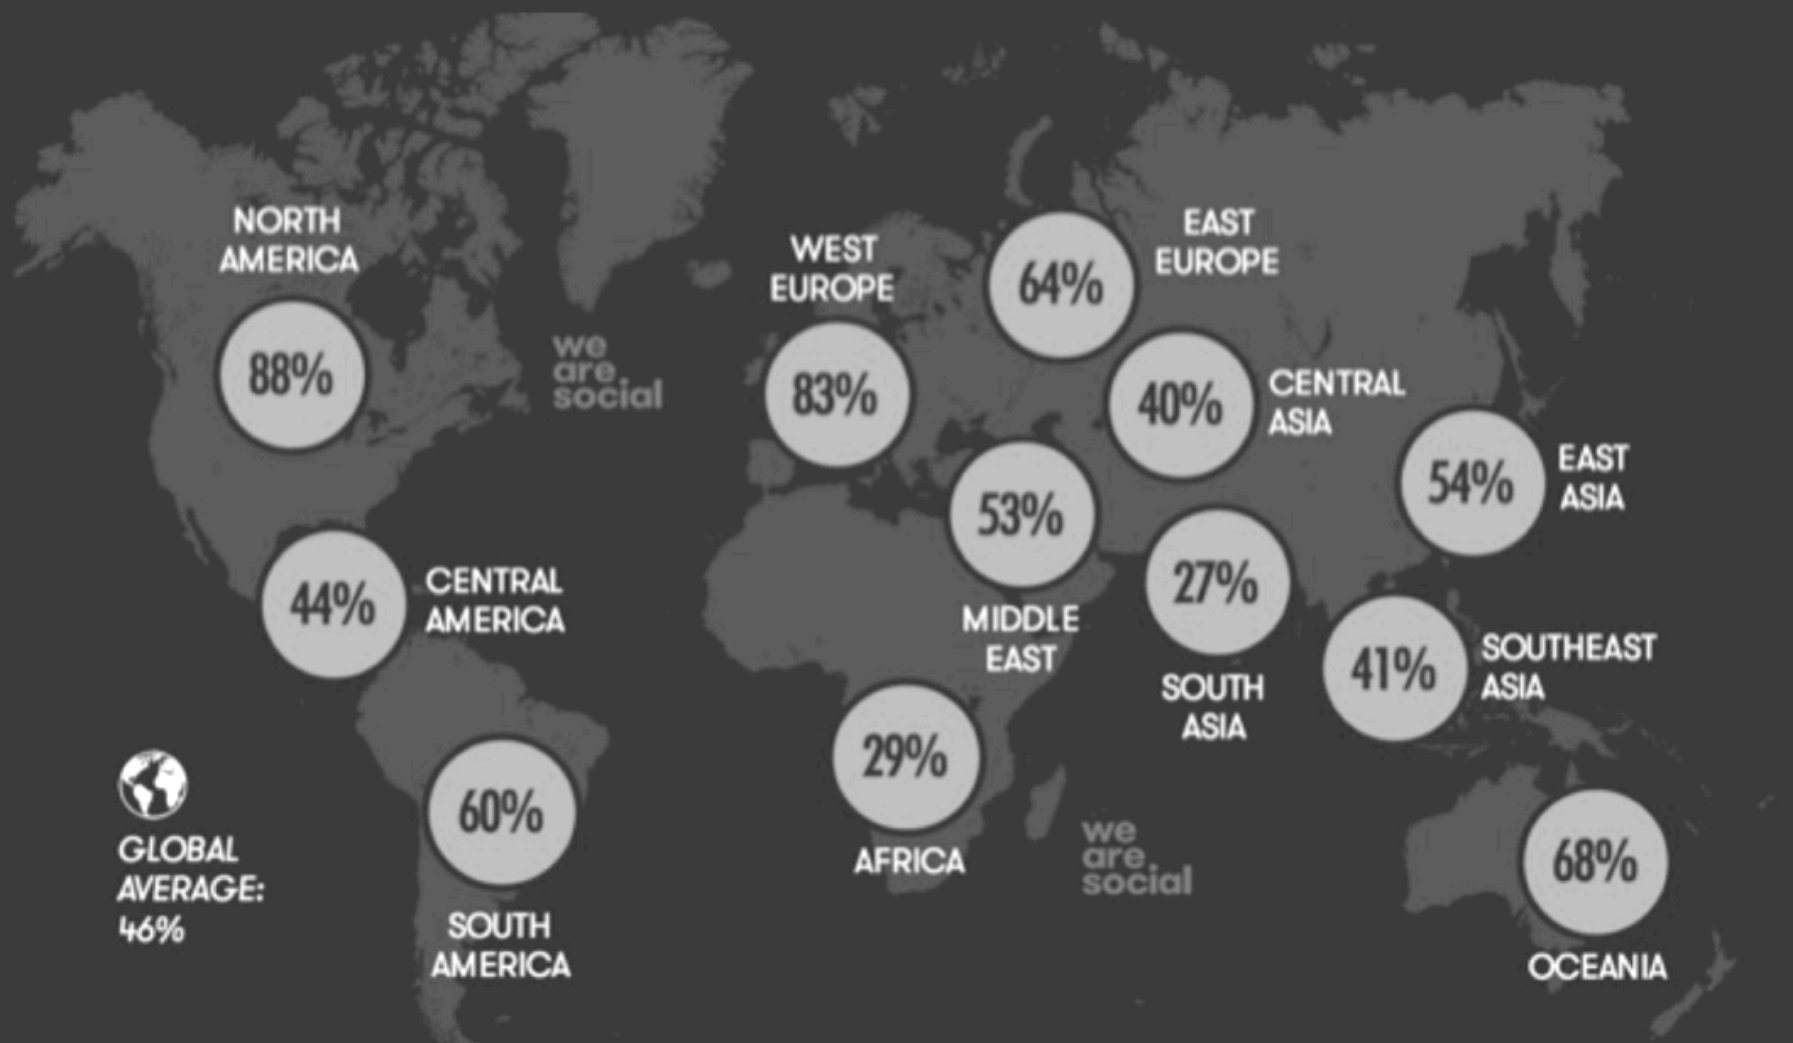 NORTH
AMERICA
88%
WEST
EUROPE
83%
EAST
EUROPE
64%
we
are.
social
CENTRAL
ASIA
40%
EAST
ASIA
54%
53%
MIDDLE
EAST
27%
SOUTH
ASIA
44%
CENTRAL
AMERICA
41%
SOUTHEAST
ASIA
29%
AFRICA
60%
SOUTH
AMERICA
we
are.
social
68%
OCEANIA
GLOBAL
AVERAGE:
46%